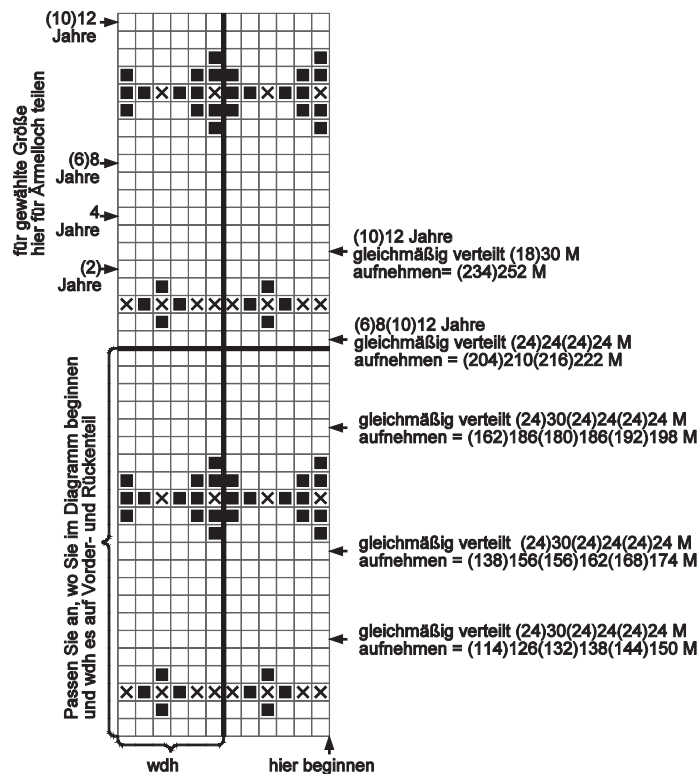 (10)12
Jahre
für gewählte Größe
hier für Ärmelloch teilen
(6)8
Jahre
4
Jahre
(2)
Jahre
(10)12 Jahre
gleichmäßig verteilt (18)30 M
aufnehmen= (234)252 M
(6)8(10)12 Jahre
gleichmäßig verteilt (24)24(24)24 M
aufnehmen = (204)210(216)222 M
gleichmäßig verteilt (24)30(24)24(24)24 M
aufnehmen = (162)186(180)186(192)198 M
gleichmäßig verteilt (24)30(24)24(24)24 M
aufnehmen = (138)156(156)162(168)174 M
gleichmäßig verteilt (24)30(24)24(24)24 M
aufnehmen = (114)126(132)138(144)150 M
Passen Sie an, wo Sie im Diagramm beginnen
und wdh es auf Vorder- und Rückenteil
wdh
hier beginnen